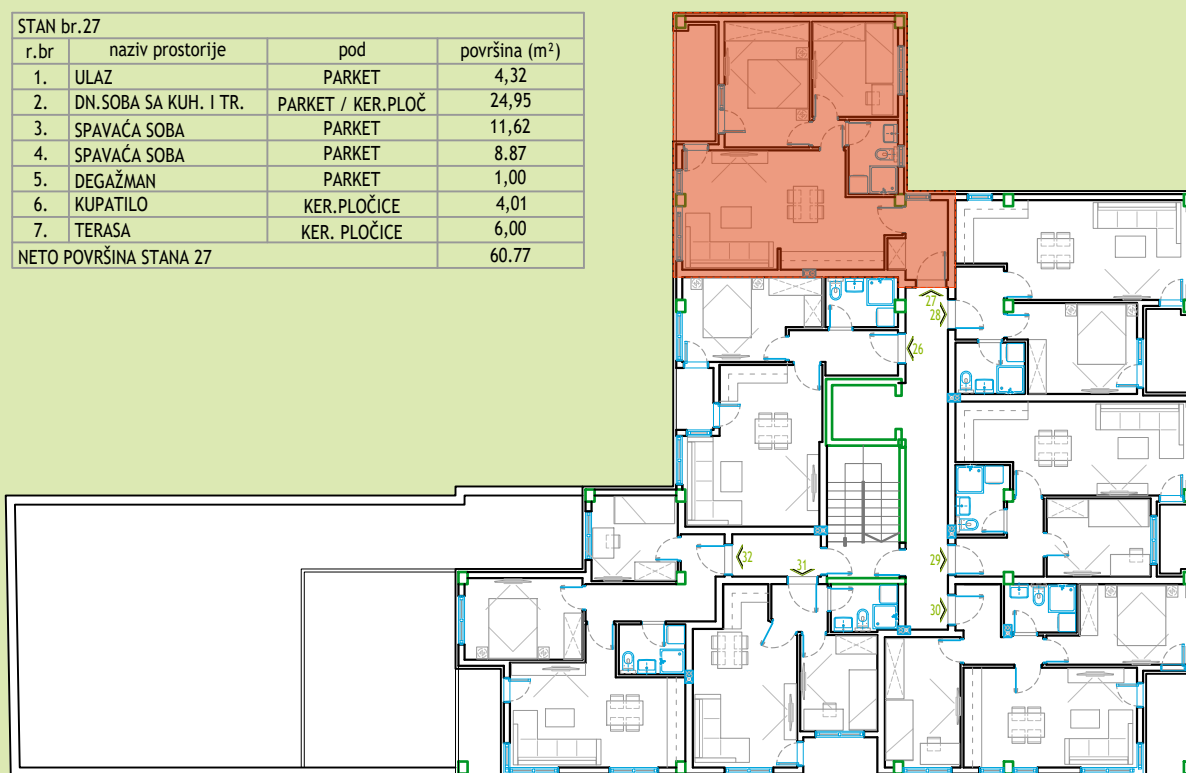 STAN br.27
r.br naziv prostorije pod površina (m²)
1. ULAZ PARKET 4,32
2. DN.SOBA SA KUH. I TR. PARKET / KER.PLOČ 24,95
3. SPAVAĆA SOBA PARKET 11,62
4. SPAVAĆA SOBA PARKET 8.87
5. DEGAŽMAN PARKET 1,00
6. KUPATILO KER.PLOČICE 4,01
7. TERASA KER. PLOČICE 6,00
NETO POVRŠINA STANA 27 60.77
27
28
26
29
32
31
30